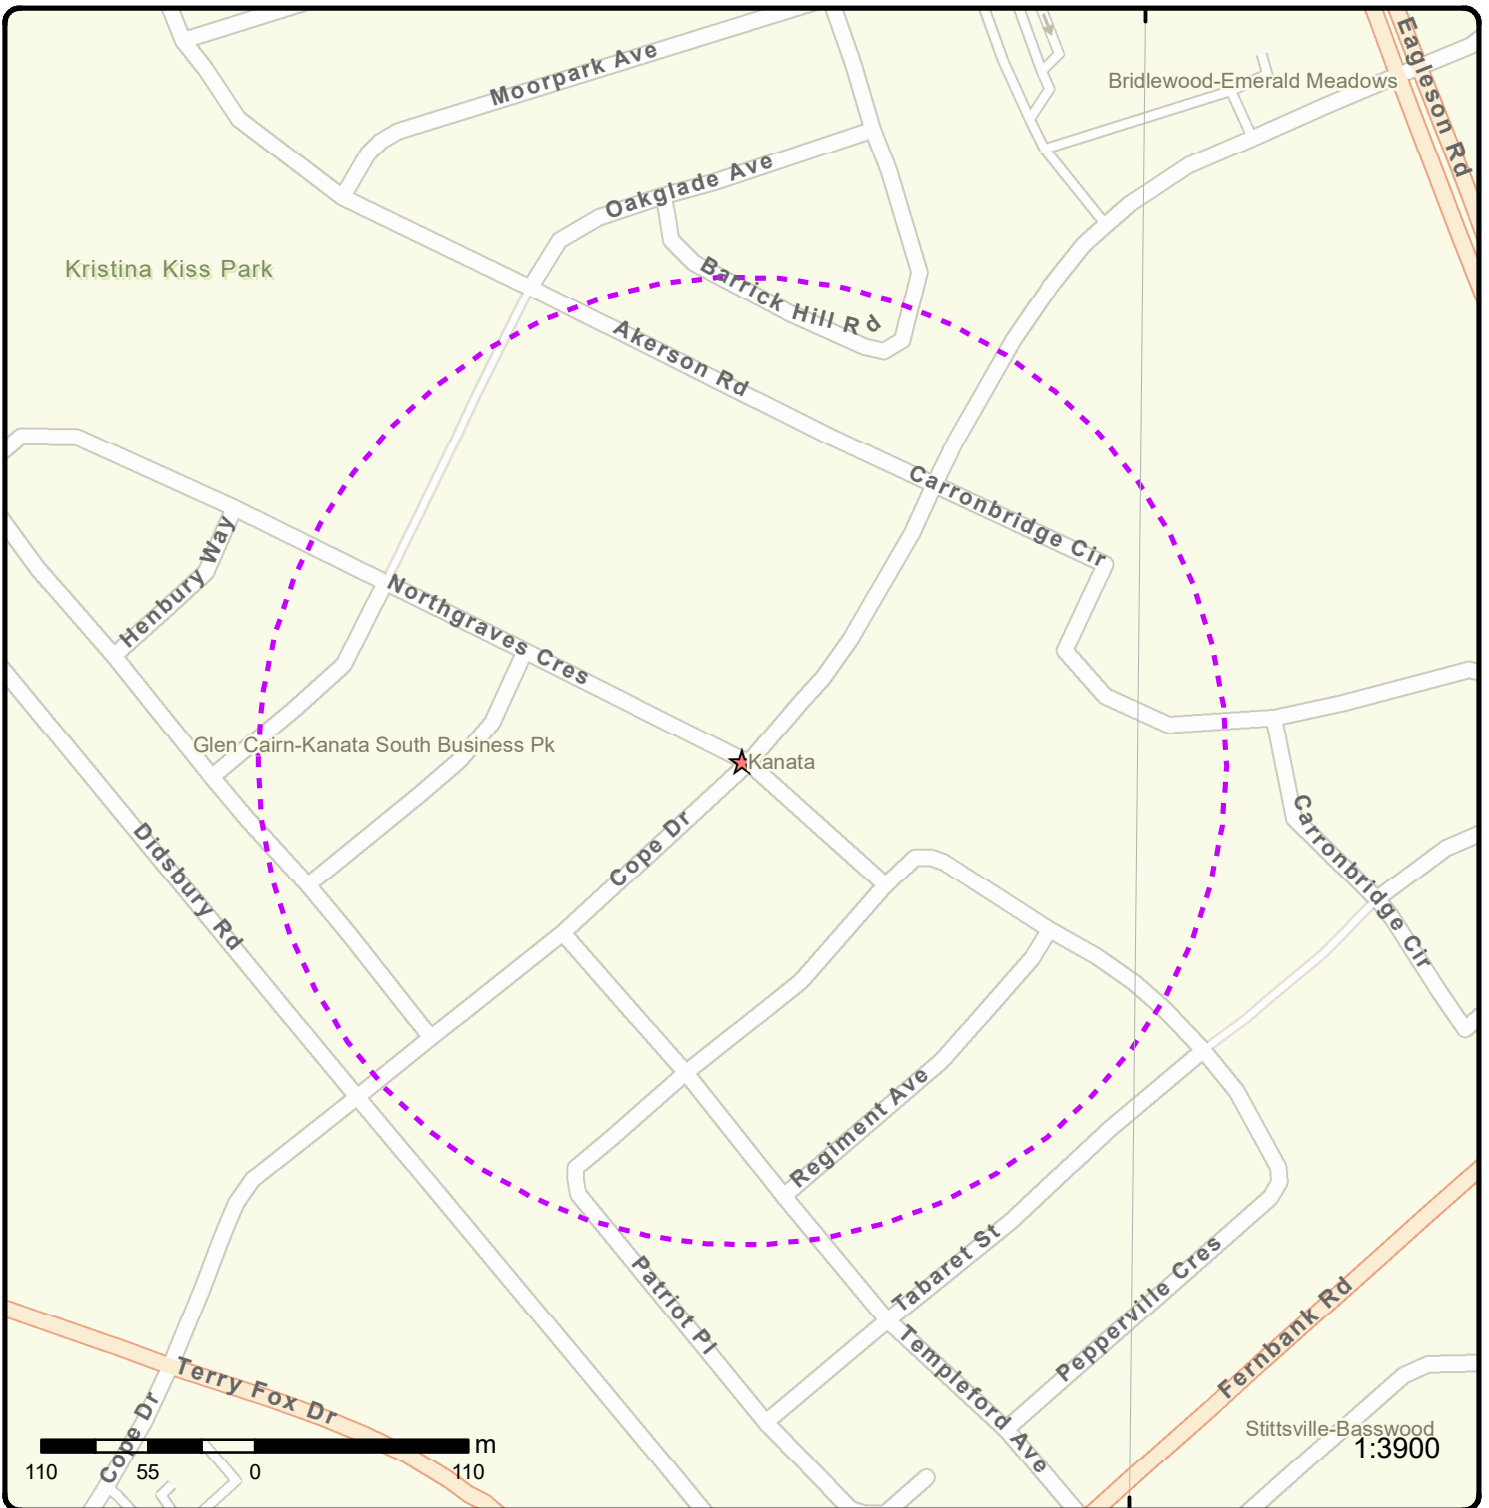 Eagleson Rd
Moorpark Ave
Bridlewood-Emerald Meadows
Oakglade Ave
Kristina Kiss Park
Barrick Hill Rd
Akerson Rd
Carronbridge Cir
Henbury Way
Northgraves Cres
Glen Cairn-Kanata South Business Pk
Kanata
Cope Dr
Didsbury Rd
Carronbridge Cir
Regiment Ave
Tabaret St
Patriot Pl
Pepperville Cres
Fernbank Rd
Templeford Ave
Terry Fox Dr
Cope Dr
Stittsville-Basswood
m
1:3900
110 55 0 110